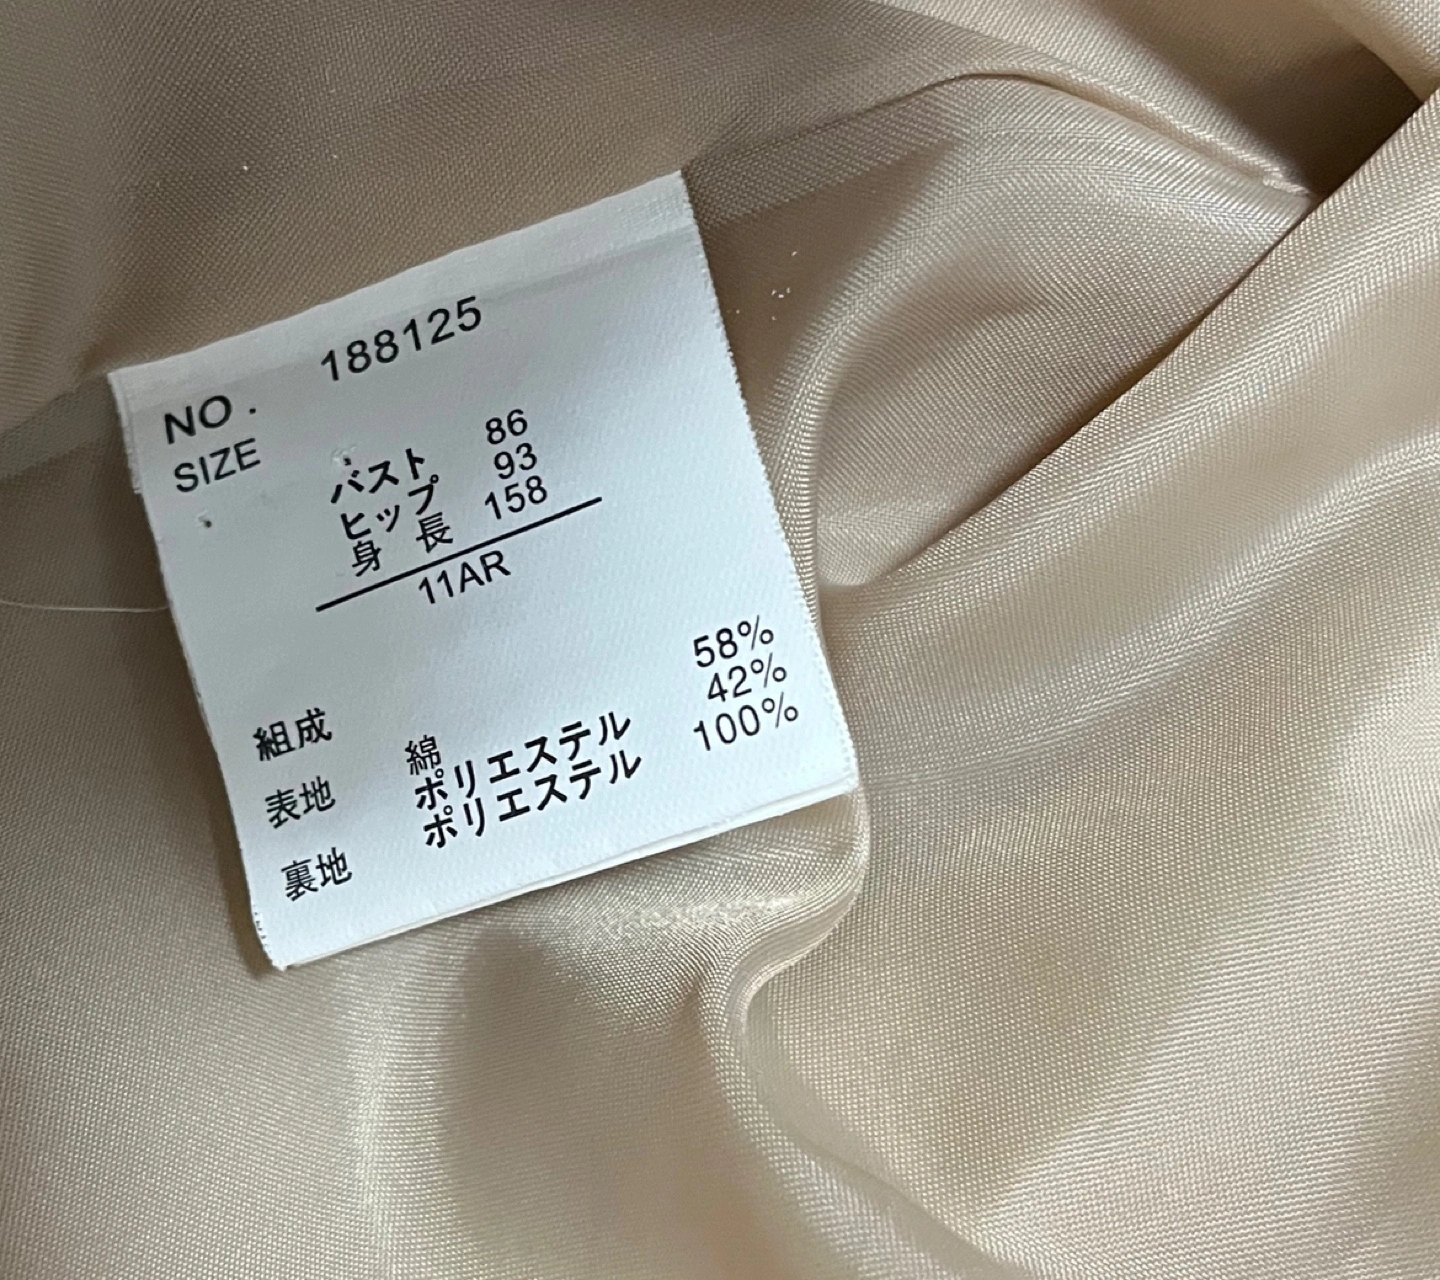 NO. 188125
SIZE バスト 86
ヒップ 93
身長 158
11AR
組成
表地 綿 58%
ポリエステル 42%
裏地 ポリエステル 100%